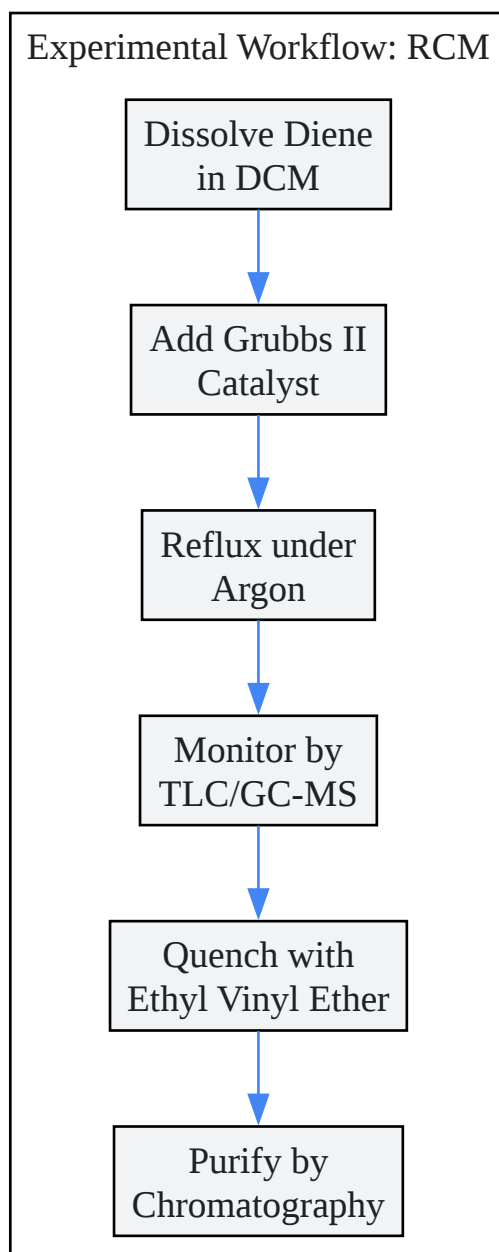 Experimental Workflow: RCM
Dissolve Diene
in DCM
Add Grubbs II
Catalyst
Reflux under
Argon
Monitor by
TLC/GC-MS
Quench with
Ethyl Vinyl Ether
Purify by
Chromatography